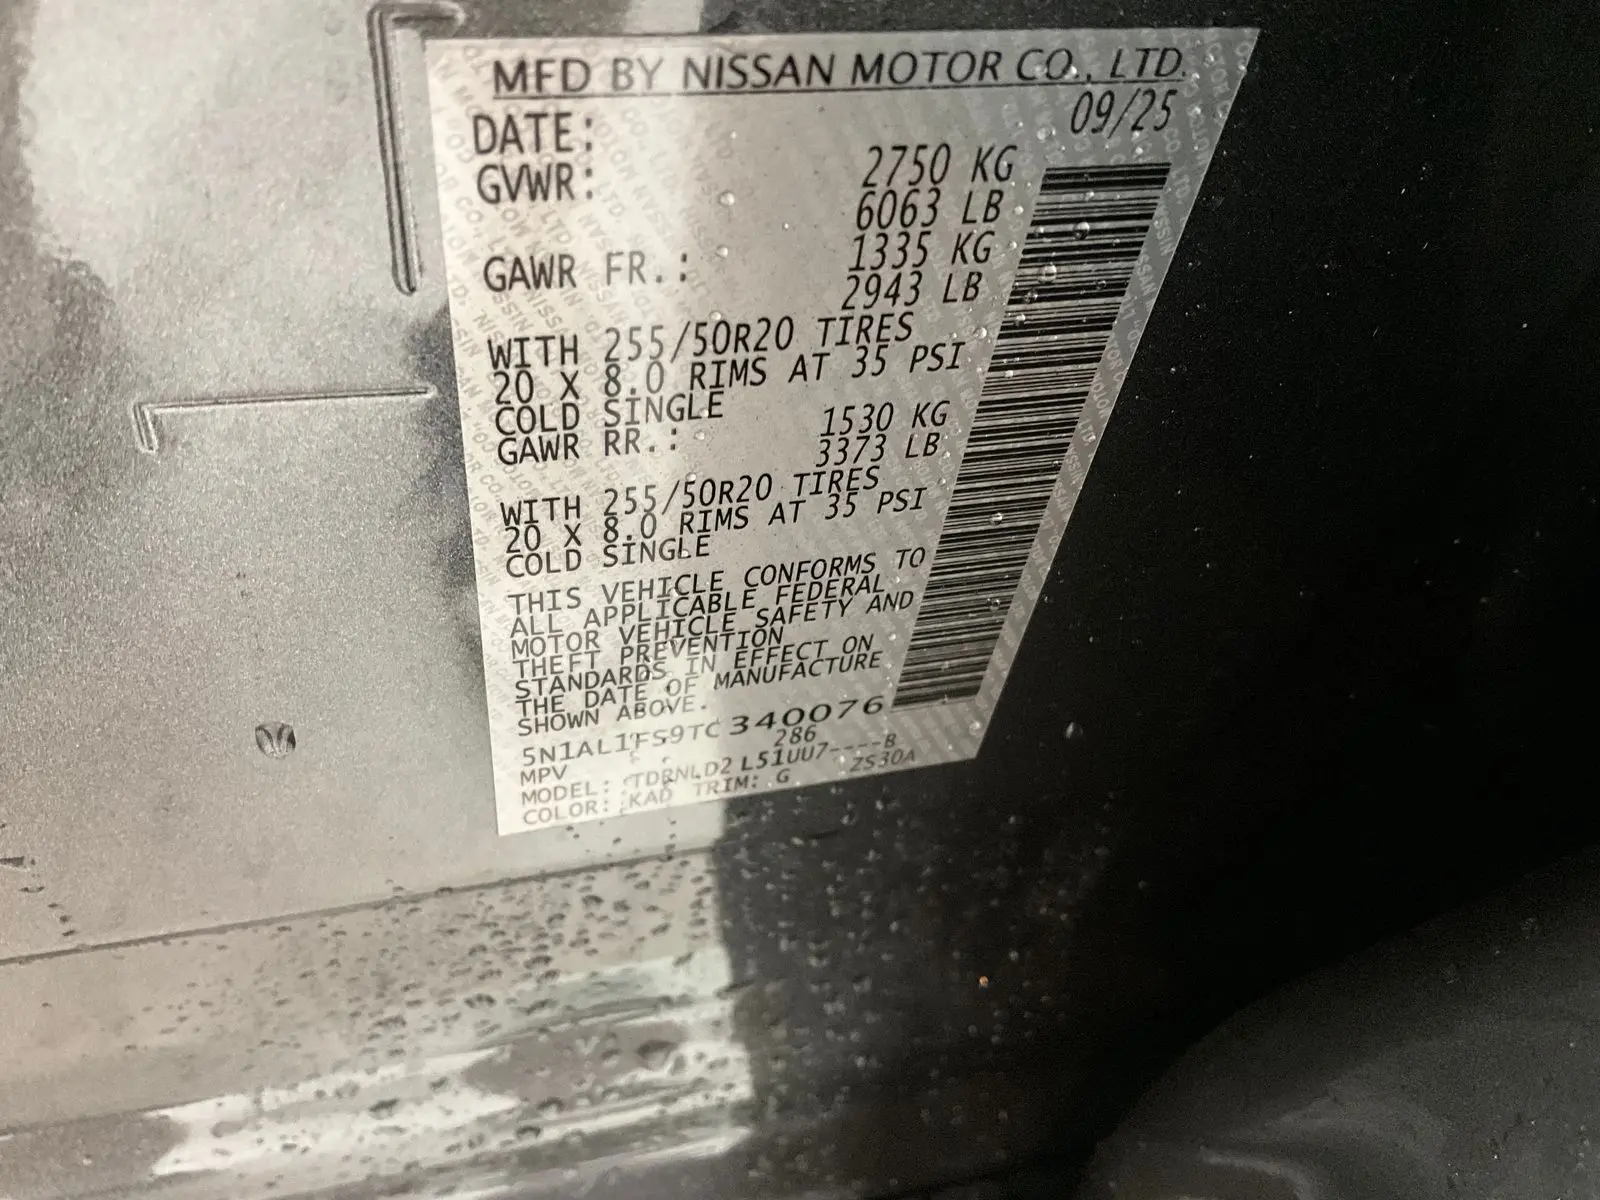 MFD BY NISSAN MOTOR CO., LTD.
DATE: 09/25
GVWR: 2750 KG
6063 LB
GAWR FR.: 1335 KG
2943 LB
WITH 255/50R20 TIRES
20 X 8.0 RIMS AT 35 PSI
COLD SINGLE
GAWR RR.: 1530 KG
3373 LB
WITH 255/50R20 TIRES
20 X 8.0 RIMS AT 35 PSI
COLD SINGLE
THIS VEHICLE CONFORMS TO
ALL APPLICABLE FEDERAL
MOTOR VEHICLE SAFETY AND
THEFT PREVENTION
STANDARDS IN EFFECT ON
THE DATE OF MANUFACTURE
SHOWN ABOVE.
5N1AL1FS9TC340076
MPV 286
MODEL: TDRNLD2 L51UU7----B
COLOR: KAD TRIM: G ZS30A